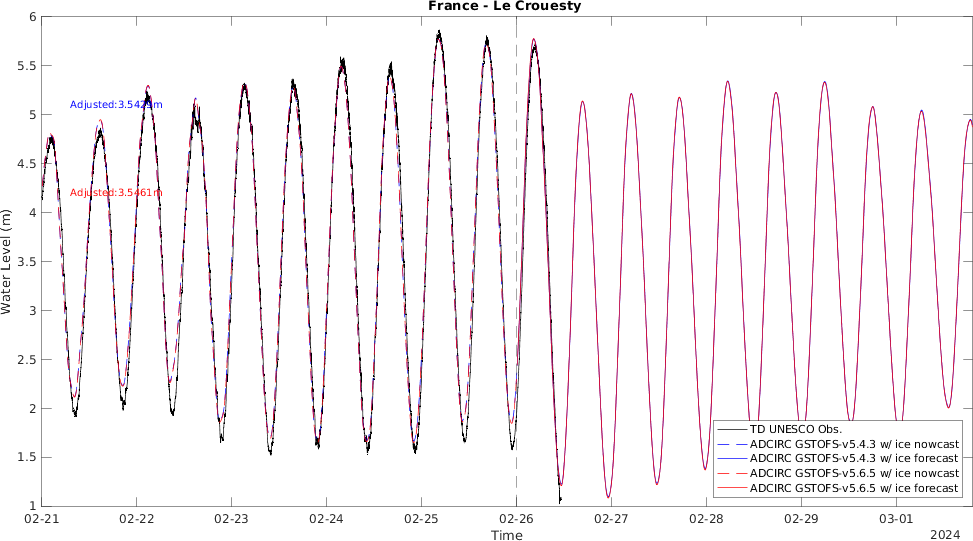 France - Le Crouesty
6
5.5
5
4.5
4
3.5
3
2.5
2
1.5
1
Water Level (m)
Adjusted:3.5423m
Adjusted:3.5461m
TD UNESCO Obs.
ADCIRC GSTOFS-v5.4.3 w/ ice nowcast
ADCIRC GSTOFS-v5.4.3 w/ ice forecast
ADCIRC GSTOFS-v5.6.5 w/ ice nowcast
ADCIRC GSTOFS-v5.6.5 w/ ice forecast
02-21 02-22 02-23 02-24 02-25 02-26 02-27 02-28 02-29 03-01
Time
2024